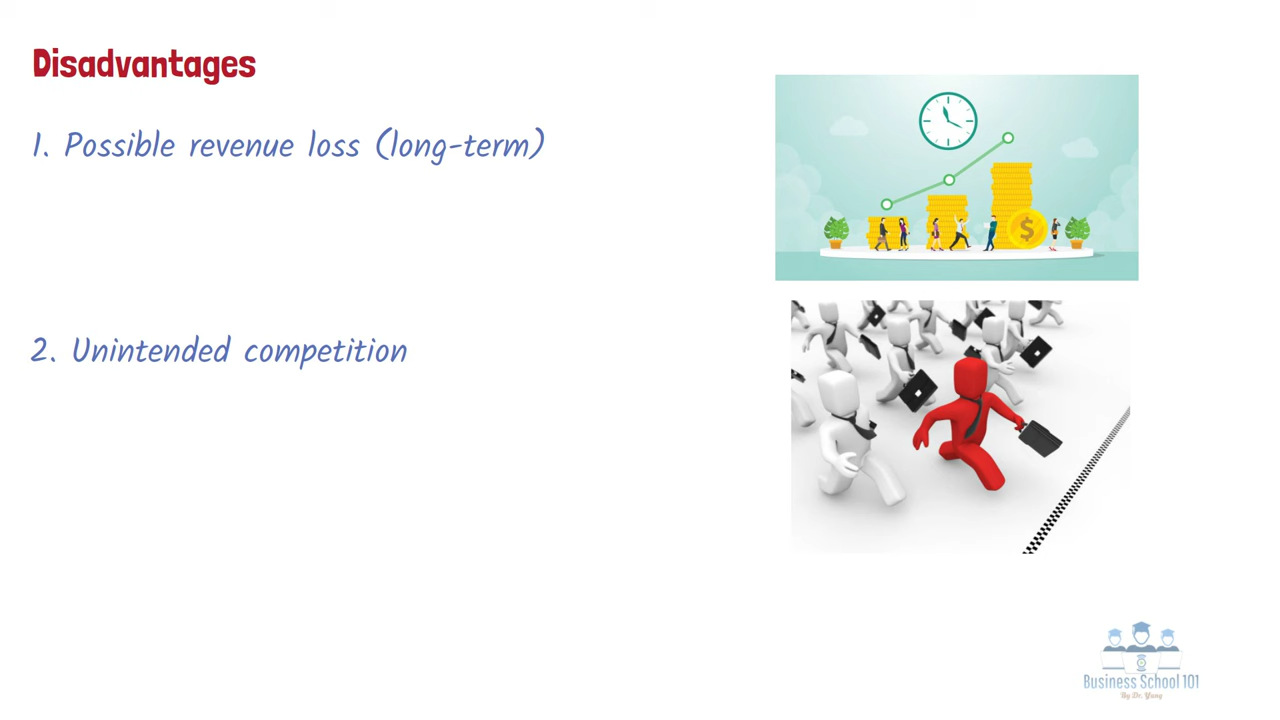 Disadvantages
1. Possible revenue loss (long-term)
$
2. Unintended competition
Business School 101
By Dr. Yang